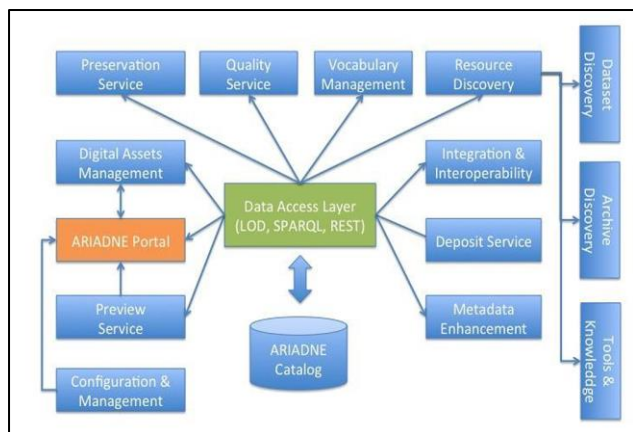 Preservation
Service
Quality
Service
Vocabulary
Management
Resource
Discovery
Dataset
Discovery
Digital Assets
Management
Data Access Layer
(LOD, SPARQL, REST)
Integration &
Interoperability
Archive
Discovery
ARIADNE Portal
Deposit Service
Preview
Service
ARIADNE
Catalog
Metadata
Enhancement
Tools &
Knowleddge
Configuration &
Management